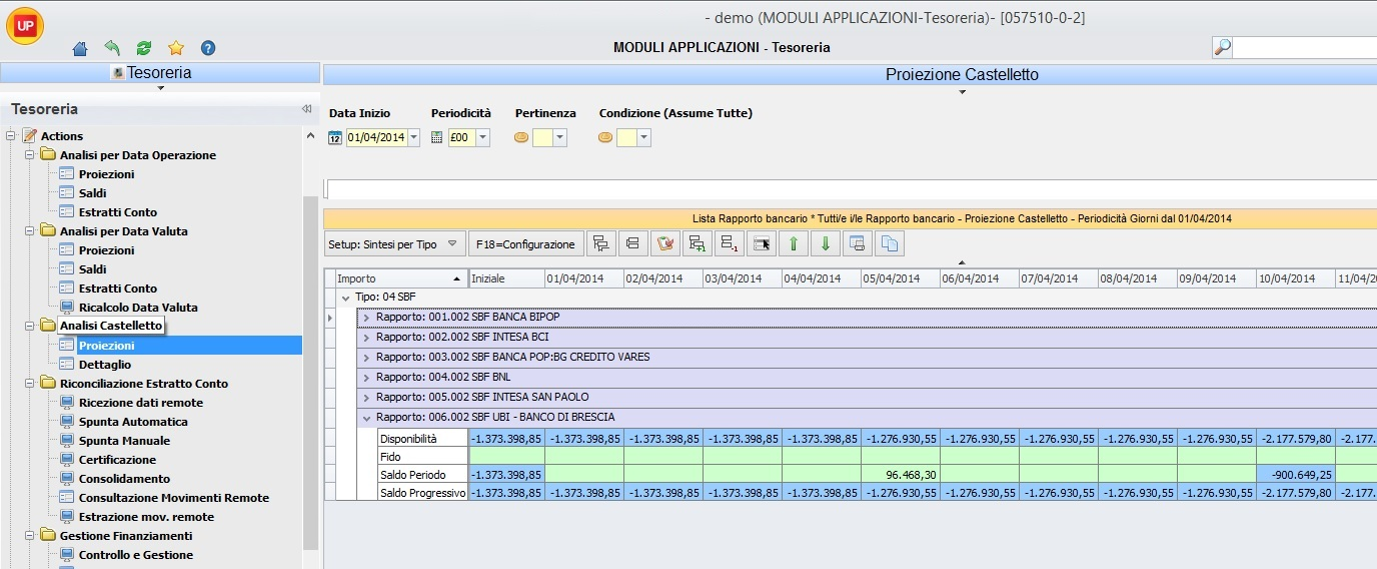 UP
- demo (MODULI APPLICAZIONI-Tesoreria)- [057510-0-2]
MODULI APPLICAZIONI - Tesoreria
Tesoreria
Proiezione Castelletto
Tesoreria
Actions
Analisi per Data Operazione
Proiezioni
Saldi
Estratti Conto
Analisi per Data Valuta
Proiezioni
Saldi
Estratti Conto
Ricalcolo Data Valuta
Analisi Castelletto
Proiezioni
Dettaglio
Riconciliazione Estratto Conto
Ricezione dati remote
Spunta Automatica
Spunta Manuale
Certificazione
Consolidamento
Consultazione Movimenti Remote
Estrazione mov. remote
Gestione Finanziamenti
Controllo e Gestione
Data Inizio Periodicità Pertinenza Condizione (Assume Tutte)
12 01/04/2014 £00
Lista Rapporto bancario * Tutti/e i/le Rapporto bancario - Proiezione Castelletto - Periodicità Giorni dal 01/04/2014
Setup: Sintesi per Tipo F18=Configurazione
Importo Iniziale 01/04/2014 02/04/2014 03/04/2014 04/04/2014 05/04/2014 06/04/2014 07/04/2014 08/04/2014 09/04/2014 10/04/2014 11/04/201
Tipo: 04 SBF
Rapporto: 001.002 SBF BANCA BIPOP
Rapporto: 002.002 SBF INTESA BCI
Rapporto: 003.002 SBF BANCA POP:BG CREDITO VARES
Rapporto: 004.002 SBF BNL
Rapporto: 005.002 SBF INTESA SAN PAOLO
Rapporto: 006.002 SBF UBI - BANCO DI BRESCIA
Disponibilità -1.373.398,85 -1.373.398,85 -1.373.398,85 -1.373.398,85 -1.373.398,85 -1.276.930,55 -1.276.930,55 -1.276.930,55 -1.276.930,55 -1.276.930,55 -2.177.579,80 -2.177.
Fido
Saldo Periodo -1.373.398,85 96.468,30 -900.649,25
Saldo Progressivo -1.373.398,85 -1.373.398,85 -1.373.398,85 -1.373.398,85 -1.373.398,85 -1.276.930,55 -1.276.930,55 -1.276.930,55 -1.276.930,55 -1.276.930,55 -2.177.579,80 -2.177.